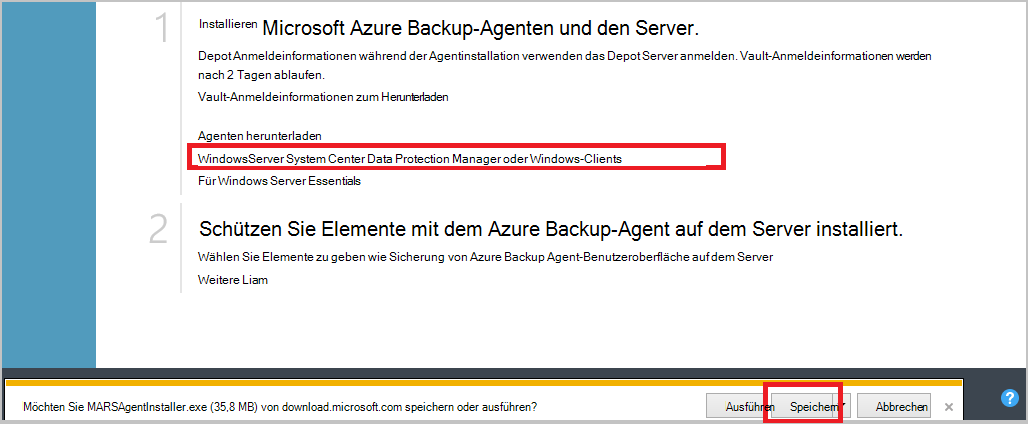 1 Installieren Microsoft Azure Backup-Agenten und den Server.
Depot Anmeldeinformationen während der Agentinstallation verwenden das Depot Server anmelden. Vault-Anmeldeinformationen werden
nach 2 Tagen ablaufen.
Vault-Anmeldeinformationen zum Herunterladen
Agenten herunterladen
WindowsServer System Center Data Protection Manager oder Windows-Clients
Für Windows Server Essentials
2 Schützen Sie Elemente mit dem Azure Backup-Agent auf dem Server installiert.
Wählen Sie Elemente zu geben wie Sicherung von Azure Backup Agent-Benutzeroberfläche auf dem Server
Weitere Liam
Möchten Sie MARSAgentInstaller.exe (35,8 MB) von download.microsoft.com speichern oder ausführen? Ausführen Speichern Abbrechen × ?